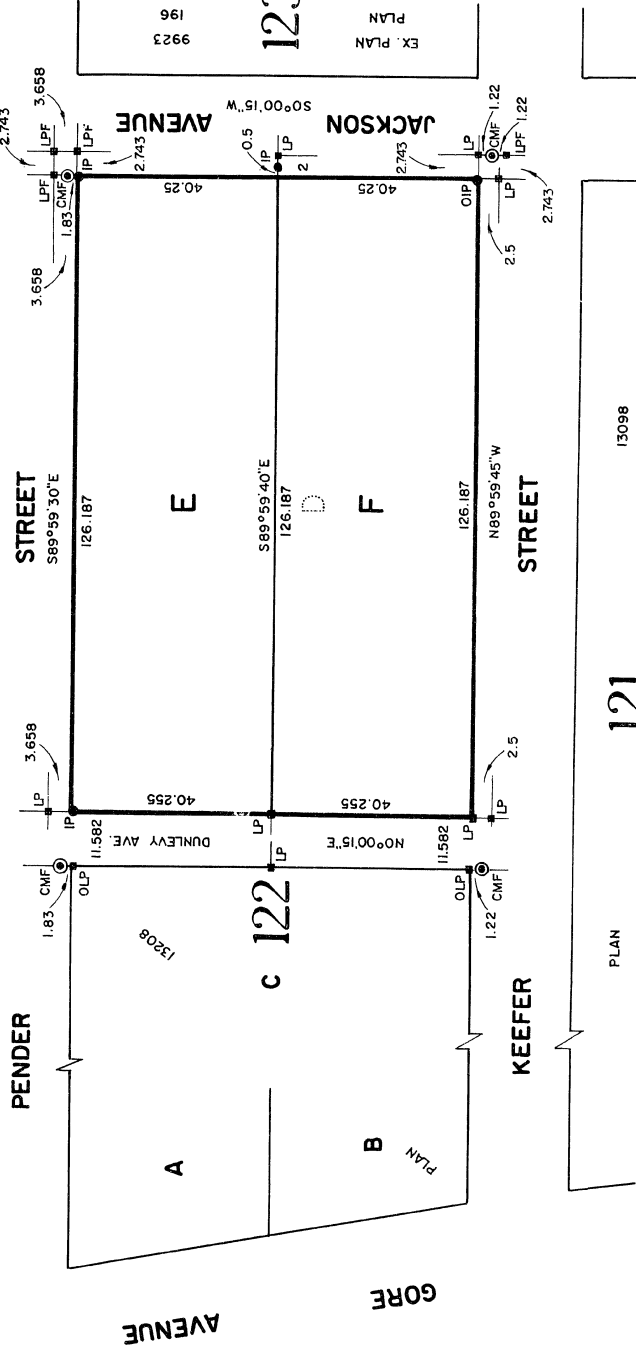 9923
196
123
EX. PLAN
PLAN
2.743
3.658
AVENUE
S0°00'15"W
JACKSON
LPF
LPF
IP
CMF
LPF
1.83
2.743
3.658
0.5
IP
LP
2
2.743
LP
CMF
1.22
1.22
LPF
OIP
LP
2.743
2.5
40.25
40.25
STREET
S89°59'30"E
126.187
E
S89°59'40"E
126.187
D
F
126.187
N89°59'45"W
STREET
13098
121
3.658
LP
IP
40.255
40.255
LP
LP
LP
2.5
11.582
DUNLEVY AVE.
LP
N0°00'15"E
11.582
1.83
CMF
OLP
OLP
CMF
1.22
122
13208
C
PLAN
PENDER
KEEFER
A
B
PLAN
GORE
AVENUE